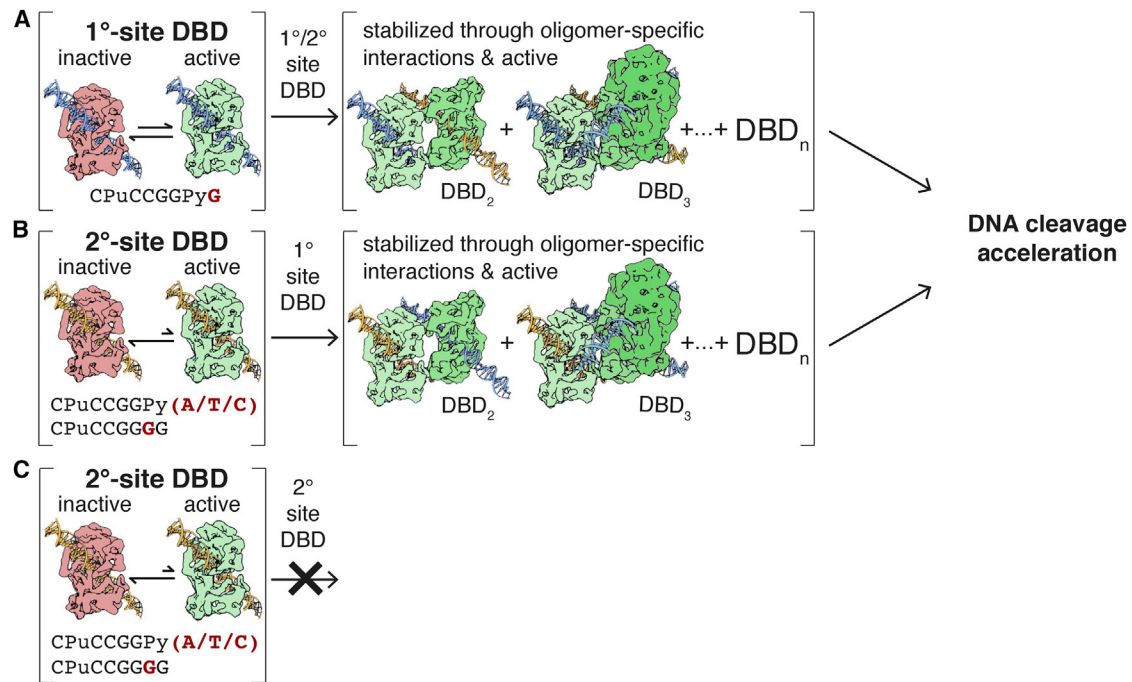 A
1°-site DBD
inactive active
CPuCCGGPyG
1°/2°
site
DBD
stabilized through oligomer-specific
interactions & active
+
+...+ DBDn
DBD2
DBD3
B
2°-site DBD
inactive active
CPuCCGGPy(A/T/C)
CPuCCGGGG
1°
site
DBD
stabilized through oligomer-specific
interactions & active
+
+...+ DBDn
DBD2
DBD3
DNA cleavage
acceleration
C
2°-site DBD
inactive active
CPuCCGGPy(A/T/C)
CPuCCGGGG
2°
site
DBD